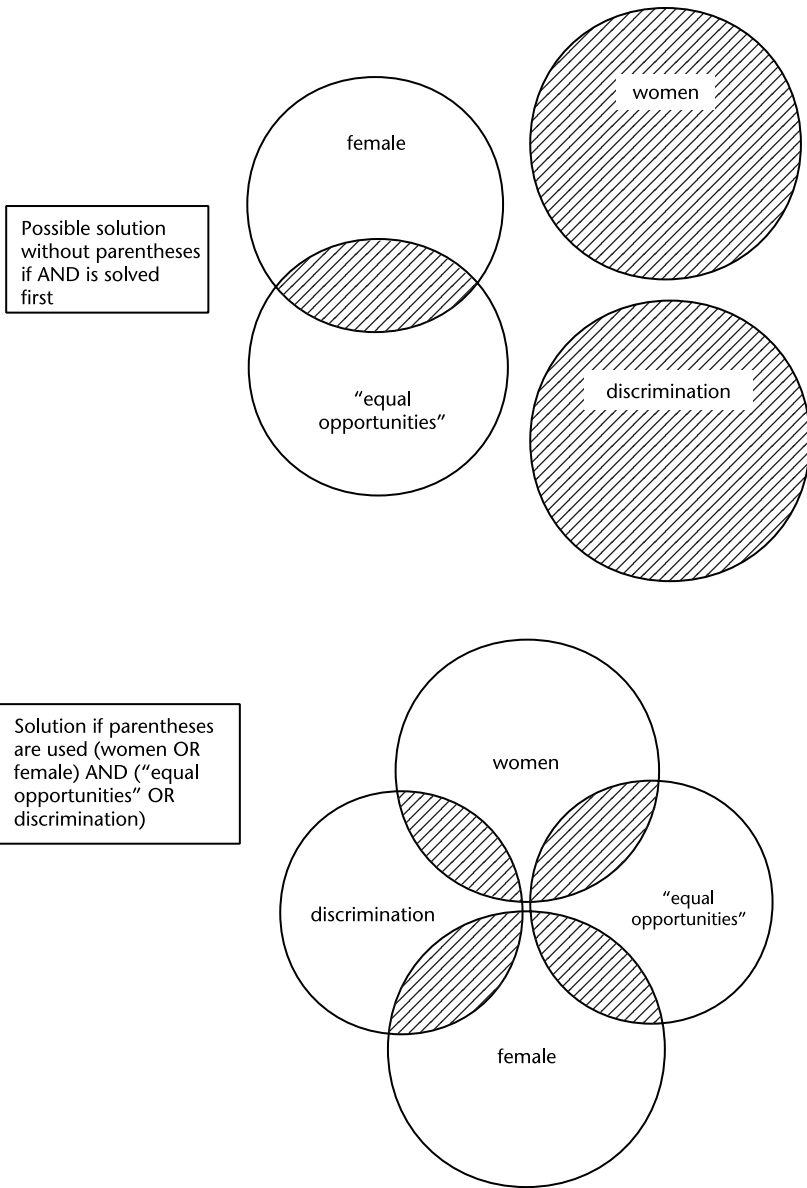 women
female
Possible solution
without parentheses
if AND is solved
first
“equal
opportunities”
discrimination
Solution if parentheses
are used (women OR
female) AND (“equal
opportunities” OR
discrimination)
women
discrimination
“equal
opportunities”
female